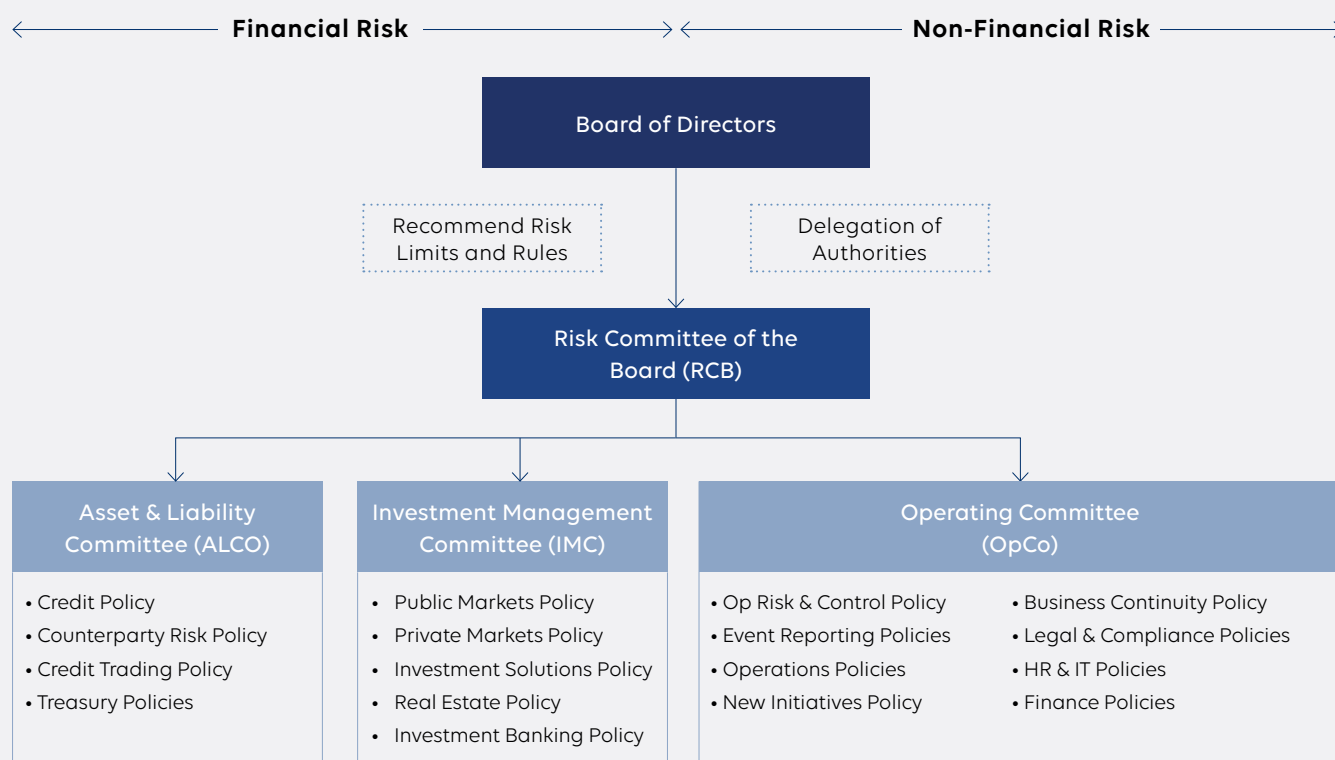 Financial Risk
Non-Financial Risk
Board of Directors
Recommend Risk
Limits and Rules
Delegation of
Authorities
Risk Committee of the
Board (RCB)
Asset & Liability
Committee (ALCO)
• Credit Policy
• Counterparty Risk Policy
• Credit Trading Policy
• Treasury Policies
Investment Management
Committee (IMC)
• Public Markets Policy
• Private Markets Policy
• Investment Solutions Policy
• Real Estate Policy
• Investment Banking Policy
Operating Committee
(OpCo)
• Op Risk & Control Policy
• Event Reporting Policies
• Operations Policies
• New Initiatives Policy
• Business Continuity Policy
• Legal & Compliance Policies
• HR & IT Policies
• Finance Policies